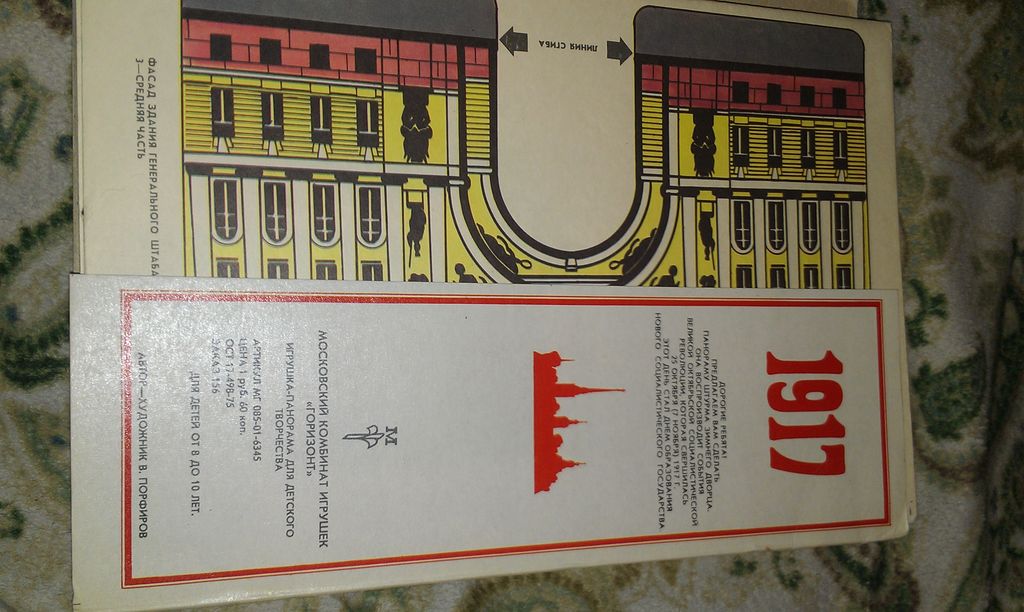 ЛИНИЯ СГИБА
ФАСАД ЗДАНИЯ ГЕНЕРАЛЬНОГО ШТАБА
3—СРЕДНЯЯ ЧАСТЬ
1917
ДОРОГИЕ РЕБЯТА!
ПРЕДЛАГАЕМ ВАМ СДЕЛАТЬ
ПАНОРАМУ ШТУРМА ЗИМНЕГО ДВОРЦА.
ОНА ВОСПРОИЗВОДИТ СОБЫТИЯ
ВЕЛИКОЙ ОКТЯБРЬСКОЙ СОЦИАЛИСТИЧЕСКОЙ
РЕВОЛЮЦИИ, КОТОРАЯ СВЕРШИЛАСЬ
25 ОКТЯБРЯ (7 НОЯБРЯ) 1917 Г.
ЭТОТ ДЕНЬ СТАЛ ДНЕМ ОБРАЗОВАНИЯ
НОВОГО СОЦИАЛИСТИЧЕСКОГО ГОСУДАРСТВА
М
МОСКОВСКИЙ КОМБИНАТ ИГРУШЕК
«ГОРИЗОНТ»
ИГРУШКА-ПАНОРАМА ДЛЯ ДЕТСКОГО
ТВОРЧЕСТВА
АРТИКУЛ МГ 085-01-6345
ЦЕНА 1 руб. 60 коп.
ОСТ 17-498-75
ЗАКАЗ 156
ДЛЯ ДЕТЕЙ ОТ 8 ДО 10 ЛЕТ.
АВТОР—ХУДОЖНИК В. ПОРФИРОВ